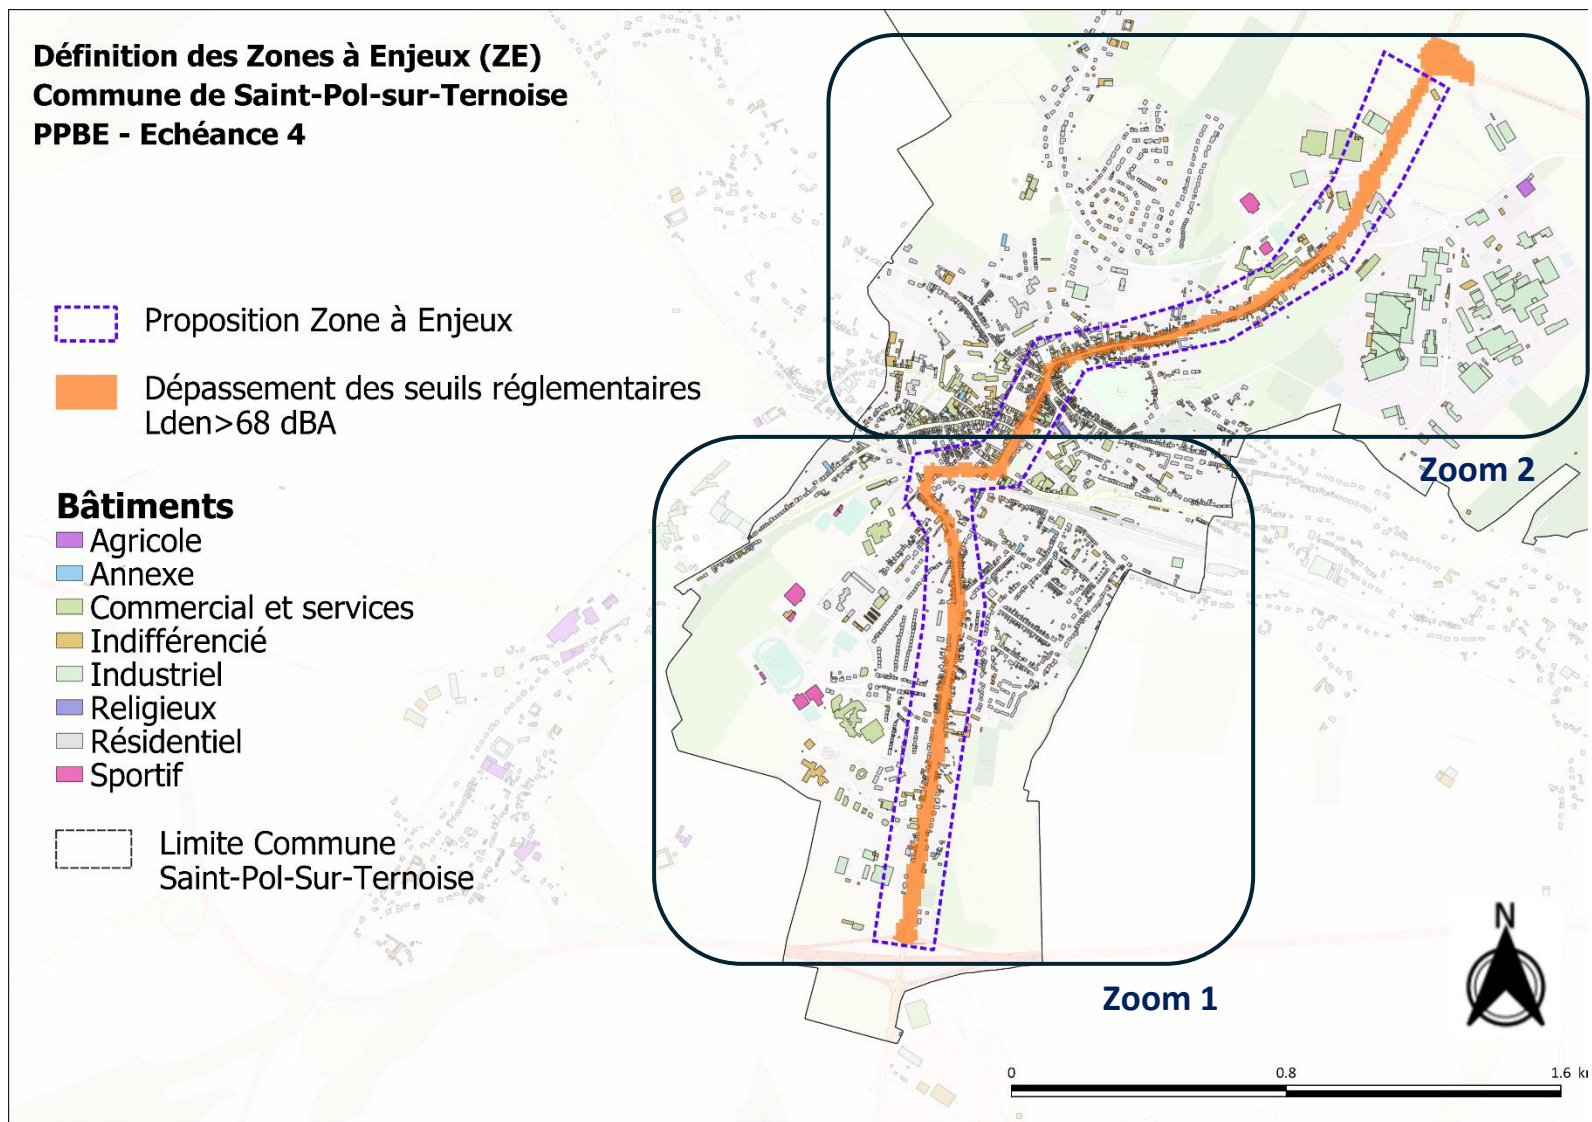 Définition des Zones à Enjeux (ZE)
Commune de Saint-Pol-sur-Ternoise
PPBE - Echéance 4
Proposition Zone à Enjeux
Dépassement des seuils réglementaires
Lden>68 dBA
Bâtiments
Agricole
Annexe
Commercial et services
Indifférencié
Industriel
Religieux
Résidentiel
Sportif
Limite Commune
Saint-Pol-Sur-Ternoise
Zoom 2
Zoom 1
N
0 0.8 1.6 km